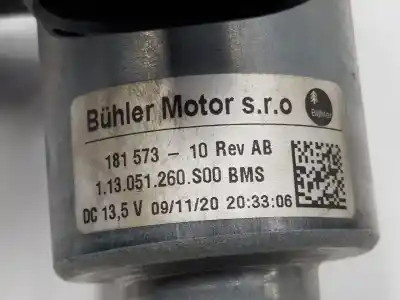 Bühler Motor s.r.o
Bühler
181 573 - 10 Rev AB
1.13.051.260.S00 BMS
DC 13,5 V 09/11/20 20:33:06